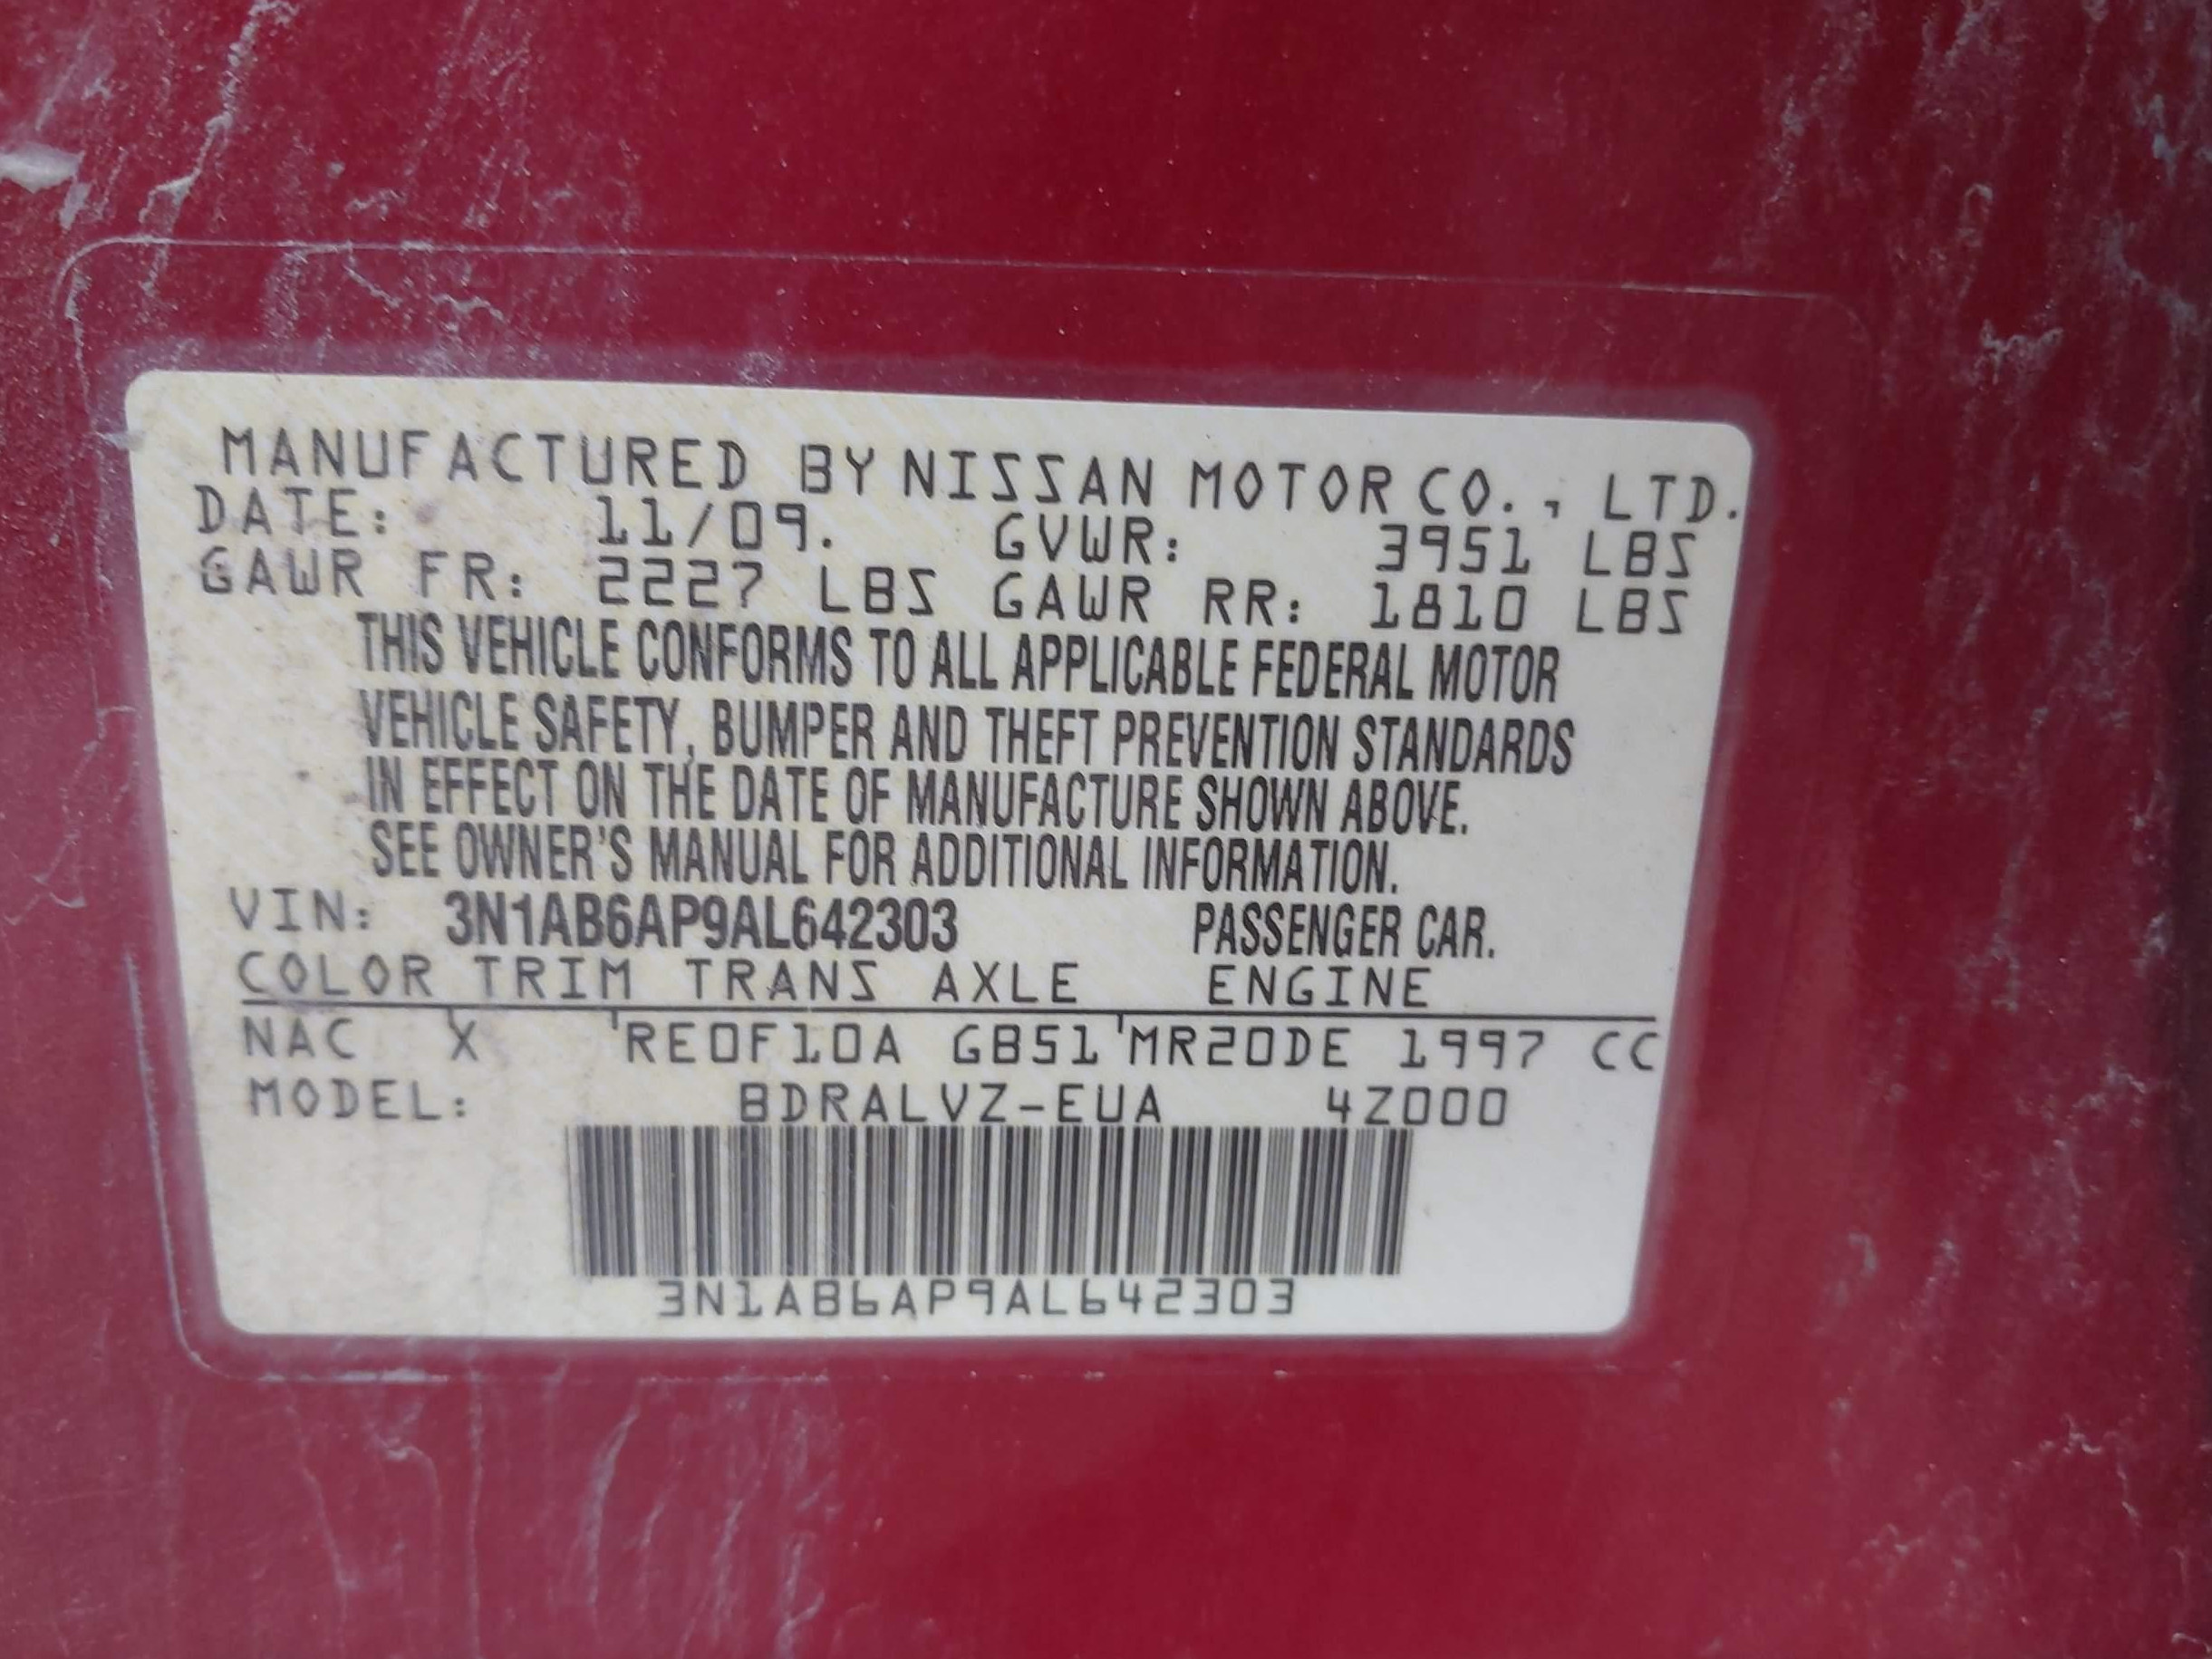 MANUFACTURED BY NISSAN MOTOR CO., LTD.
DATE: 11/09. GVWR: 3951 LBS
GAWR FR: 2227 LBS GAWR RR: 1810 LBS
THIS VEHICLE CONFORMS TO ALL APPLICABLE FEDERAL MOTOR
VEHICLE SAFETY, BUMPER AND THEFT PREVENTION STANDARDS
IN EFFECT ON THE DATE OF MANUFACTURE SHOWN ABOVE.
SEE OWNER'S MANUAL FOR ADDITIONAL INFORMATION.
VIN: 3N1AB6AP9AL642303 PASSENGER CAR.
COLOR TRIM TRANS AXLE ENGINE
NAC X RE0F10A GB51 MR20DE 1997 CC
MODEL: BDRALVZ-EUA 4Z000
3N1AB6AP9AL642303